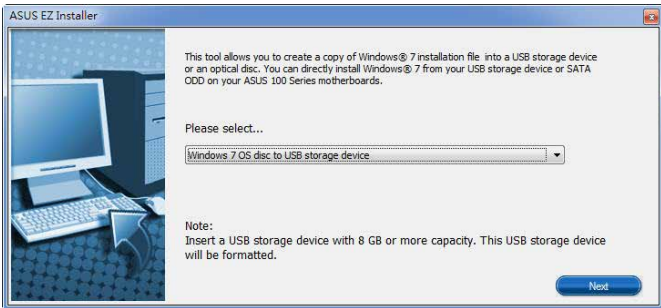 ASUS EZ Installer
This tool allows you to create a copy of Windows® 7 installation file into a USB storage device
or an optical disc. You can directly install Windows® 7 from your USB storage device or SATA
ODD on your ASUS 100 Series motherboards.
Please select...
Windows 7 OS disc to USB storage device
Note:
Insert a USB storage device with 8 GB or more capacity. This USB storage device
will be formatted.
Next